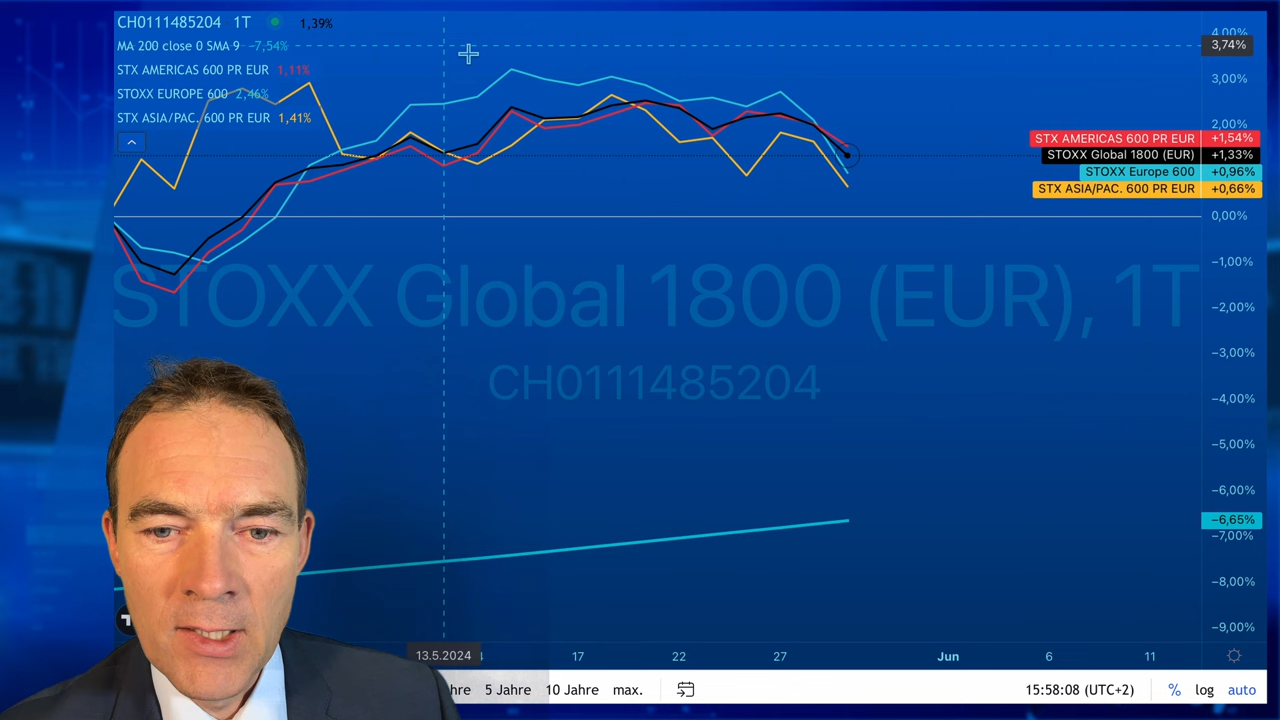 CH0111485204 1T 1,39%
4,00%
MA 200 close 0 SMA 9 −7,54%
3,74%
STX AMERICAS 600 PR EUR 1,11%
3,00%
STOXX EUROPE 600 2,46%
STX ASIA/PAC. 600 PR EUR 1,41%
2,00%
STX AMERICAS 600 PR EUR +1,54%
STOXX Global 1800 (EUR) +1,33%
STOXX Europe 600 +0,96%
STX ASIA/PAC. 600 PR EUR +0,66%
0,00%
−1,00%
STOXX Global 1800 (EUR), 1T
−2,00%
−3,00%
CH0111485204
−4,00%
−5,00%
−6,00%
−6,65%
−7,00%
−8,00%
−9,00%
13.5.2024 17 22 27 Jun 6 11
5 Jahre 10 Jahre max. 15:58:08 (UTC+2) % log auto